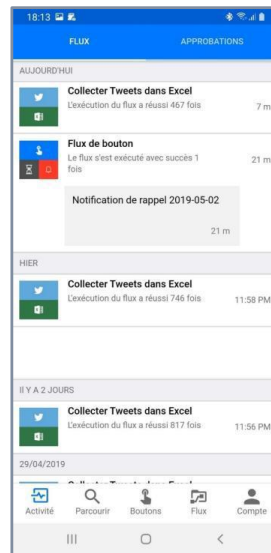 18:13
FLUX APPROBATIONS
AUJOURD'HUI
Collecter Tweets dans Excel
L'exécution du flux a réussi 467 fois 7 m
Flux de bouton
Le flux s'est exécuté avec succès 1 21 m
fois
Notification de rappel 2019-05-02
21 m
HIER
Collecter Tweets dans Excel
L'exécution du flux a réussi 746 fois 11:58 PM
Il Y A 2 JOURS
Collecter Tweets dans Excel
L'exécution du flux a réussi 817 fois 11:56 PM
29/04/2019
Activité Parcourir Boutons Flux Compte